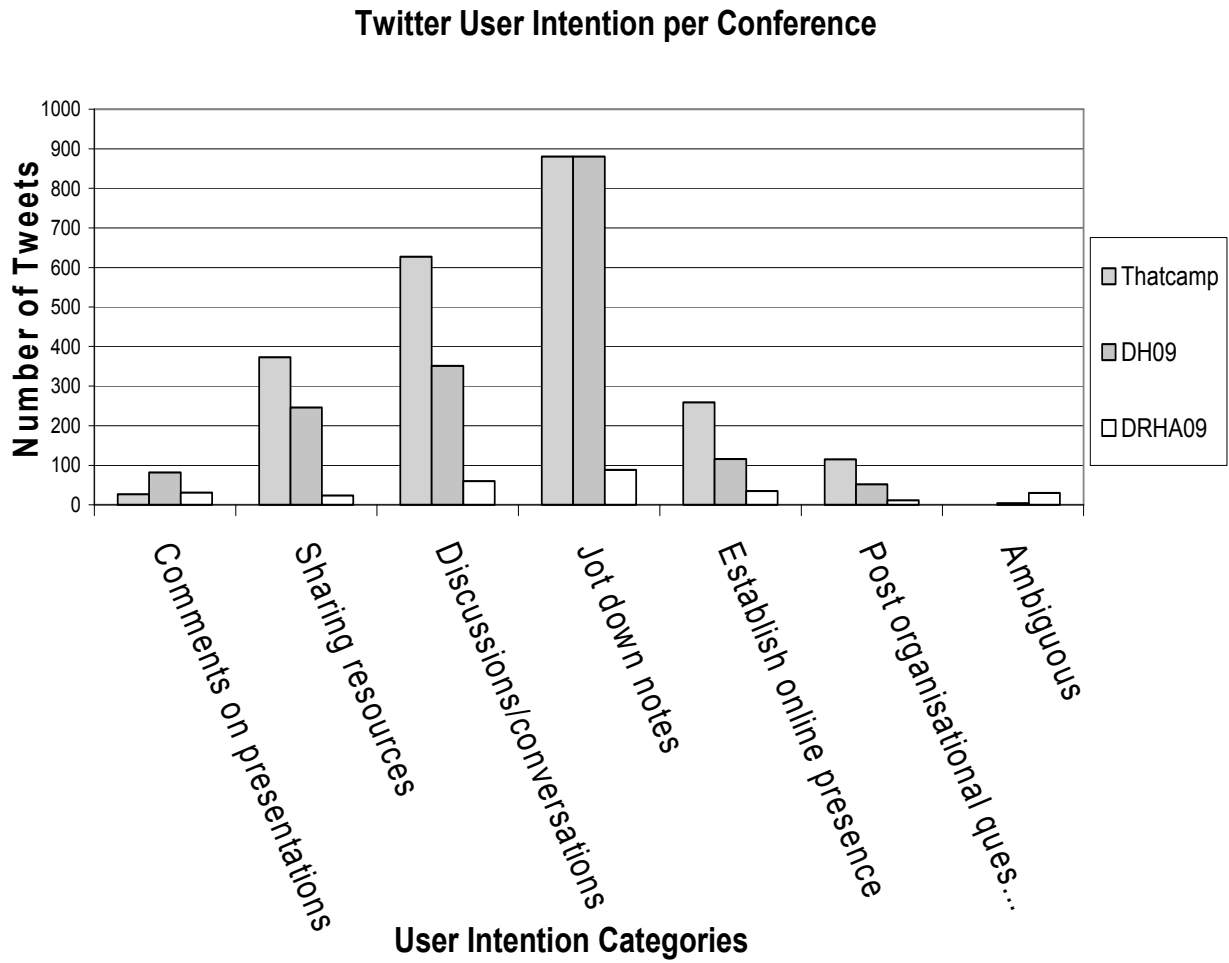 Twitter User Intention per Conference
Number of Tweets
1000
900
800
700
600
500
400
300
200
100
0
Thatcamp
DH09
DRHA09
Comments on presentations
Sharing resources
Discussions/conversations
Jot down notes
Establish online presence
Post organisational ques...
Ambiguous
User Intention Categories